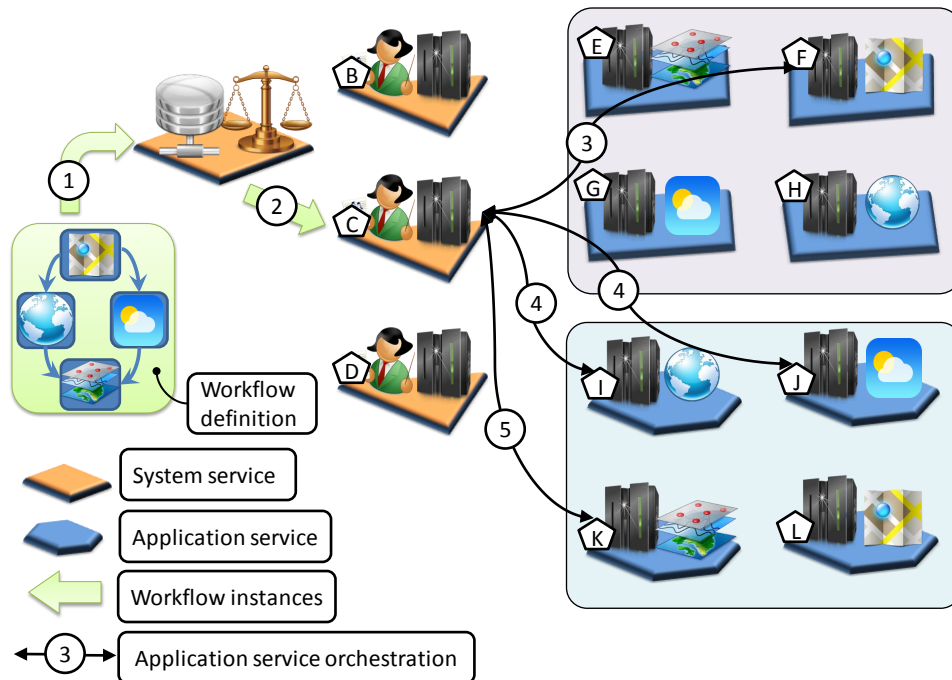 B
E
F
1
3
2
C
G
H
4
4
D
I
J
Workflow
definition
5
System service
K
L
Application service
Workflow instances
3
Application service orchestration